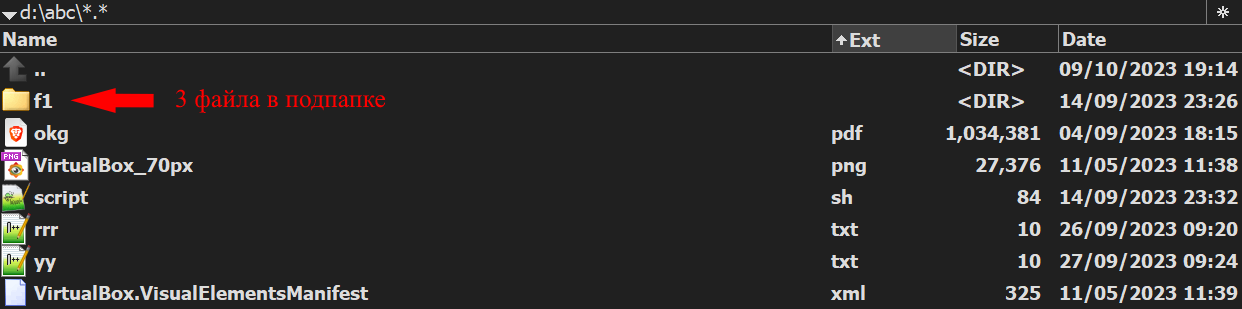 d:\abc\*.* *
Name Ext Size Date
.. <DIR> 09/10/2023 19:14
f1 3 файла в подпапке <DIR> 14/09/2023 23:26
okg pdf 1,034,381 04/09/2023 18:15
PNG VirtualBox_70px png 27,376 11/05/2023 11:38
script sh 84 14/09/2023 23:32
rrr txt 10 26/09/2023 09:20
yy txt 10 27/09/2023 09:24
VirtualBox.VisualElementsManifest xml 325 11/05/2023 11:39